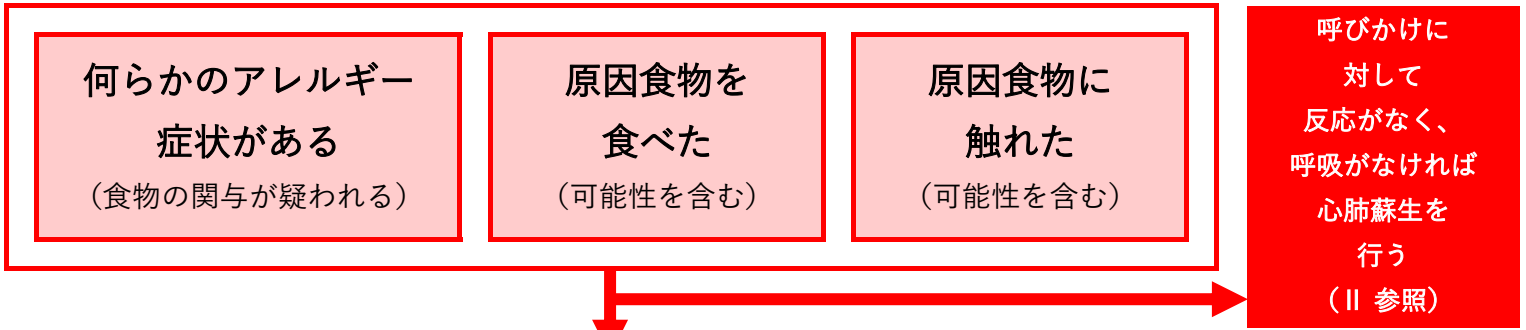 何らかのアレルギー
症状がある
（食物の関与が疑われる）
原因食物を
食べた
（可能性を含む）
原因食物に
触れた
（可能性を含む）
呼びかけに
対して
反応がなく、
呼吸がなければ
心肺蘇生を
行う
（Ⅱ 参照）